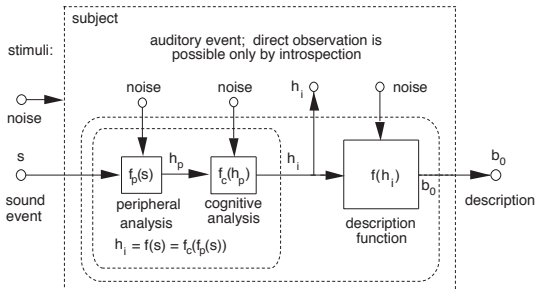 subject
auditory event; direct observation is
possible only by introspection
stimuli:
noise
noise
noise
h_i
noise
s
sound
event
f_p(s)
h_p
f_c(h_p)
h_i
f(h_i)
b_0
b_0
description
peripheral
analysis
cognitive
analysis
description
function
h_i = f(s) = f_c(f_p(s))